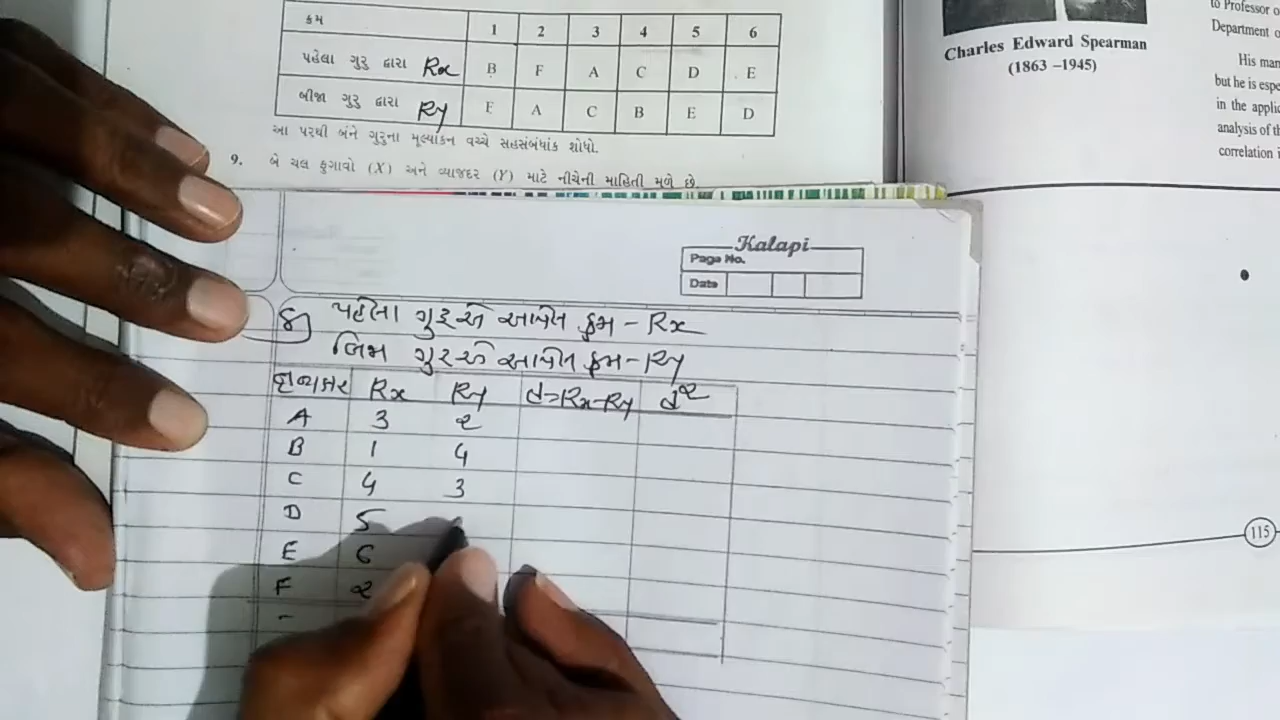 ક્રમ 1 2 3 4 5 6
પહેલા ગુરુ દ્વારા Rx B F A C D E
બીજા ગુરુ દ્વારા Ry F A C B E D
આ પરથી બંને ગુરુના મૂલ્યાંકન વચ્ચે સહસંબંધાંક શોધો.
9. બે ચલ ફુગાવો (X) અને વ્યાજદર (Y) માટે નીચેની માહિતી મળે છે.
to Professor o
Department o
Charles Edward Spearman
(1863 –1945)
His man
but he is espe
in the applic
analysis of th
correlation i
Kalapi
Page No.
Date
8) પહેલા ગુરુએ આપેલ ક્રમ - Rx
બિજા ગુરુએ આપેલ ક્રમ - Ry
Rx Ry d=Rx-Ry d²
A 3 2
B 1 4
C 4 3
D 5
E 6
F 2
115